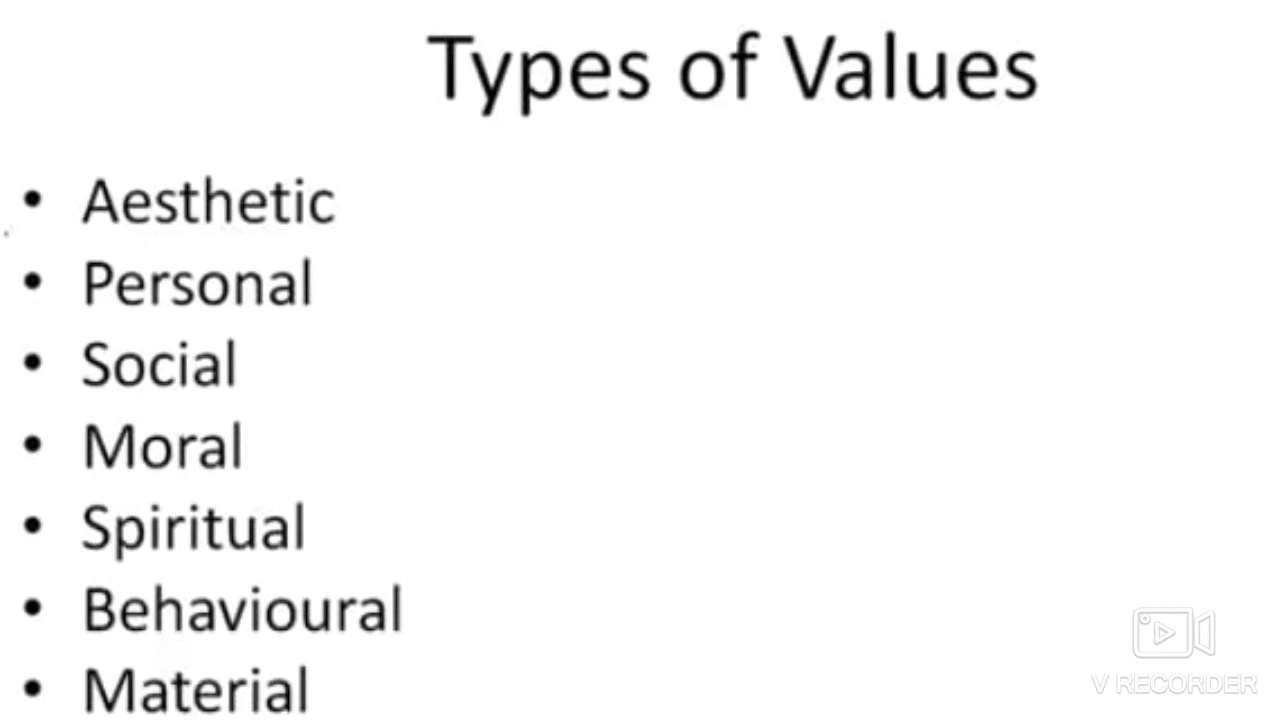 Types of Values
• Aesthetic
• Personal
• Social
• Moral
• Spiritual
• Behavioural
• Material
V RECORDER